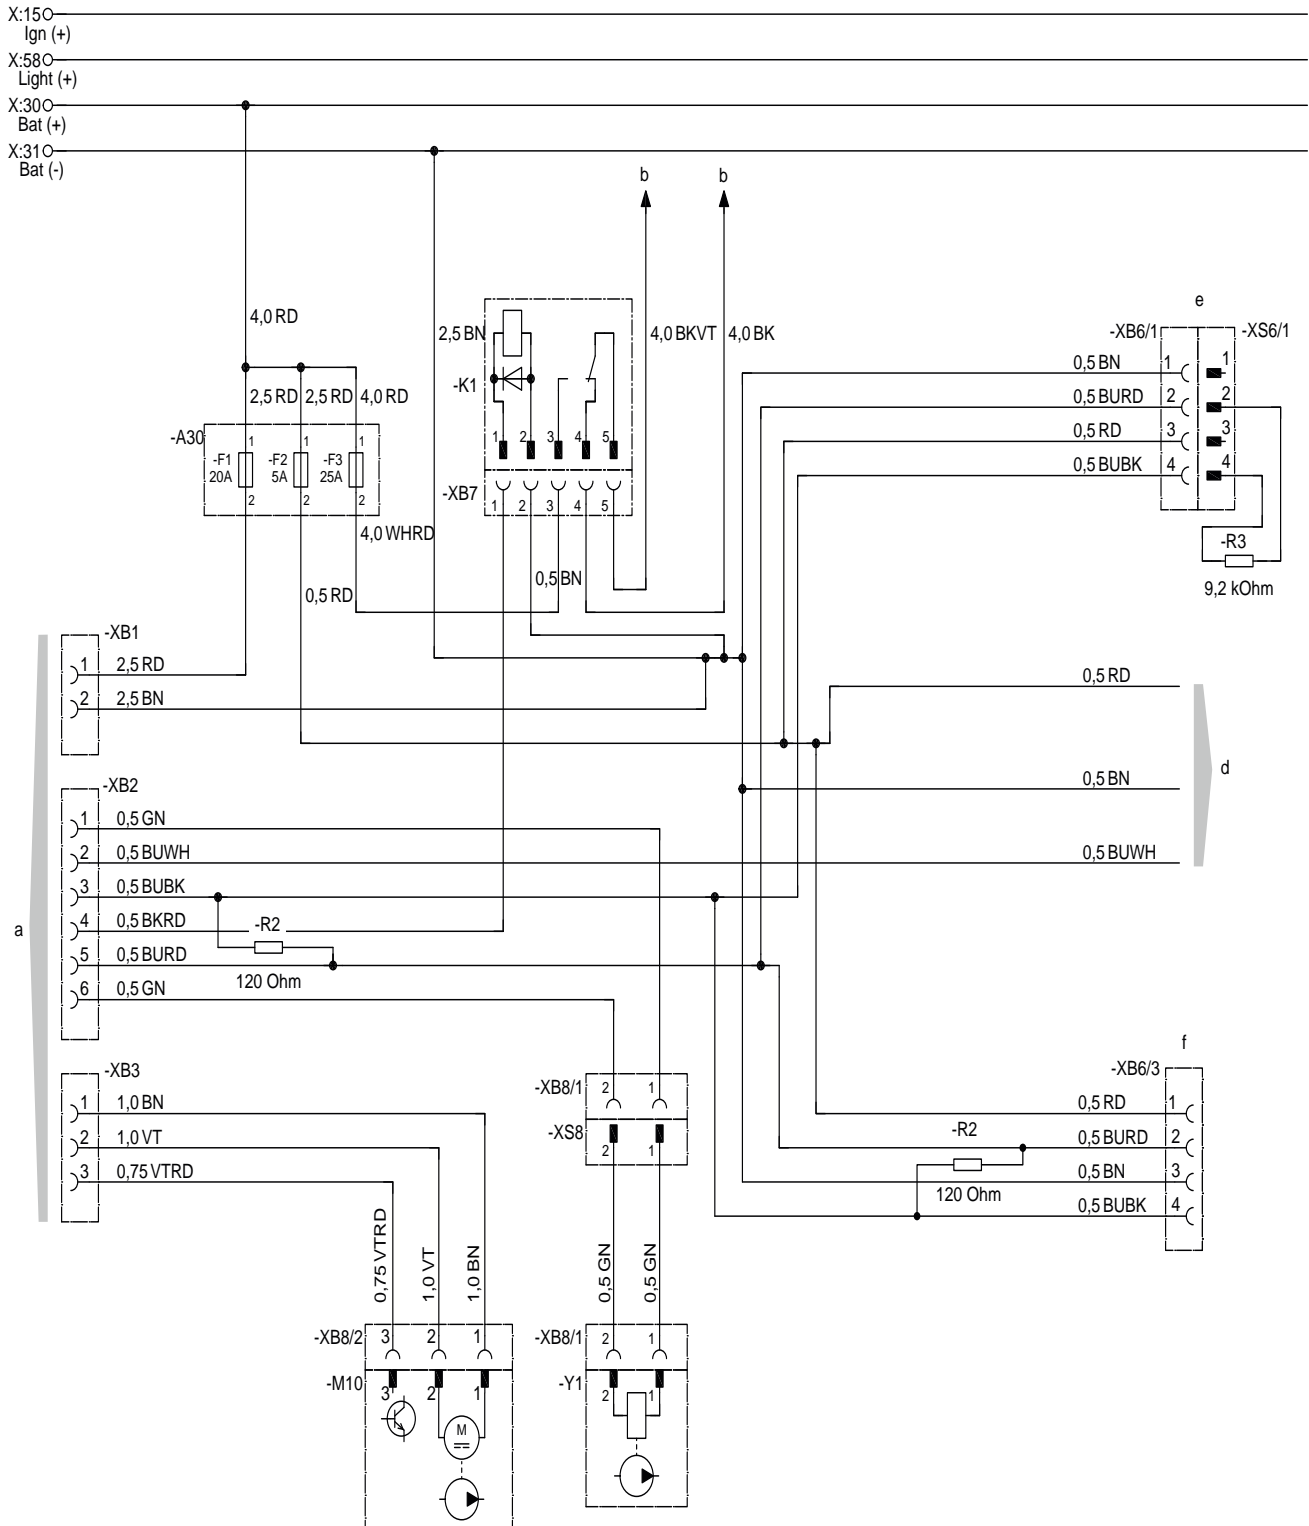 X:15
Ign (+)
X:58
Light (+)
X:30
Bat (+)
X:31
Bat (-)
b b
4,0 RD
2,5 RD 2,5 RD 4,0 RD
-A30
1 1 1
-F1 -F2 -F3
20A 5A 25A
2 2 2
4,0 WHRD
0,5 RD
2,5 BN
-K1
1 2 3 4 5
-XB7
1 2 3 4 5
0,5 BN
4,0 BKVT 4,0 BK
e
-XB6/1 -XS6/1
0,5 BN 1 1
0,5 BURD 2 2
0,5 RD 3 3
0,5 BUBK 4 4
-R3
9,2 kOhm
-XB1
1 2,5 RD
2 2,5 BN
0,5 RD
0,5 BN
0,5 BUWH
d
a
-XB2
1 0,5 GN
2 0,5 BUWH
3 0,5 BUBK
4 0,5 BKRD
5 0,5 BURD
6 0,5 GN
-R2
120 Ohm
-XB3
1 1,0 BN
2 1,0 VT
3 0,75 VTRD
-XB8/1 2 1
-XS8
2 1
f
-XB6/3
0,5 RD 1
0,5 BURD 2
0,5 BN 3
0,5 BUBK 4
-R2
120 Ohm
0,75 VTRD
1,0 VT
1,0 BN
0,5 GN
0,5 GN
-XB8/2 3 2 1
-M10
3 2 1
M
-XB8/1 2 1
-Y1
2 1